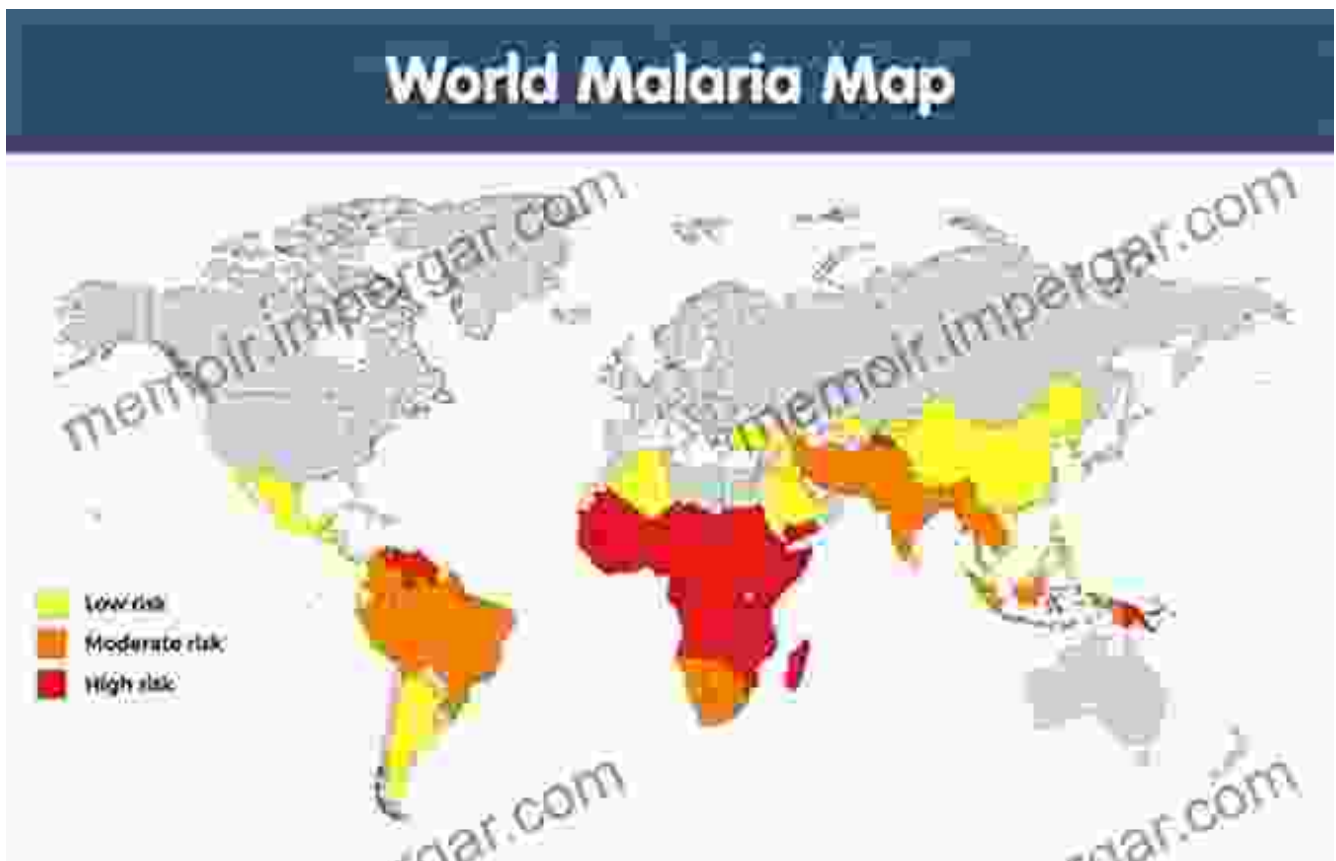 World Malaria Map
memoir.impergar.com
memoir.impergar.com
Low risk
Moderate risk
High risk
gar.com
gar.com